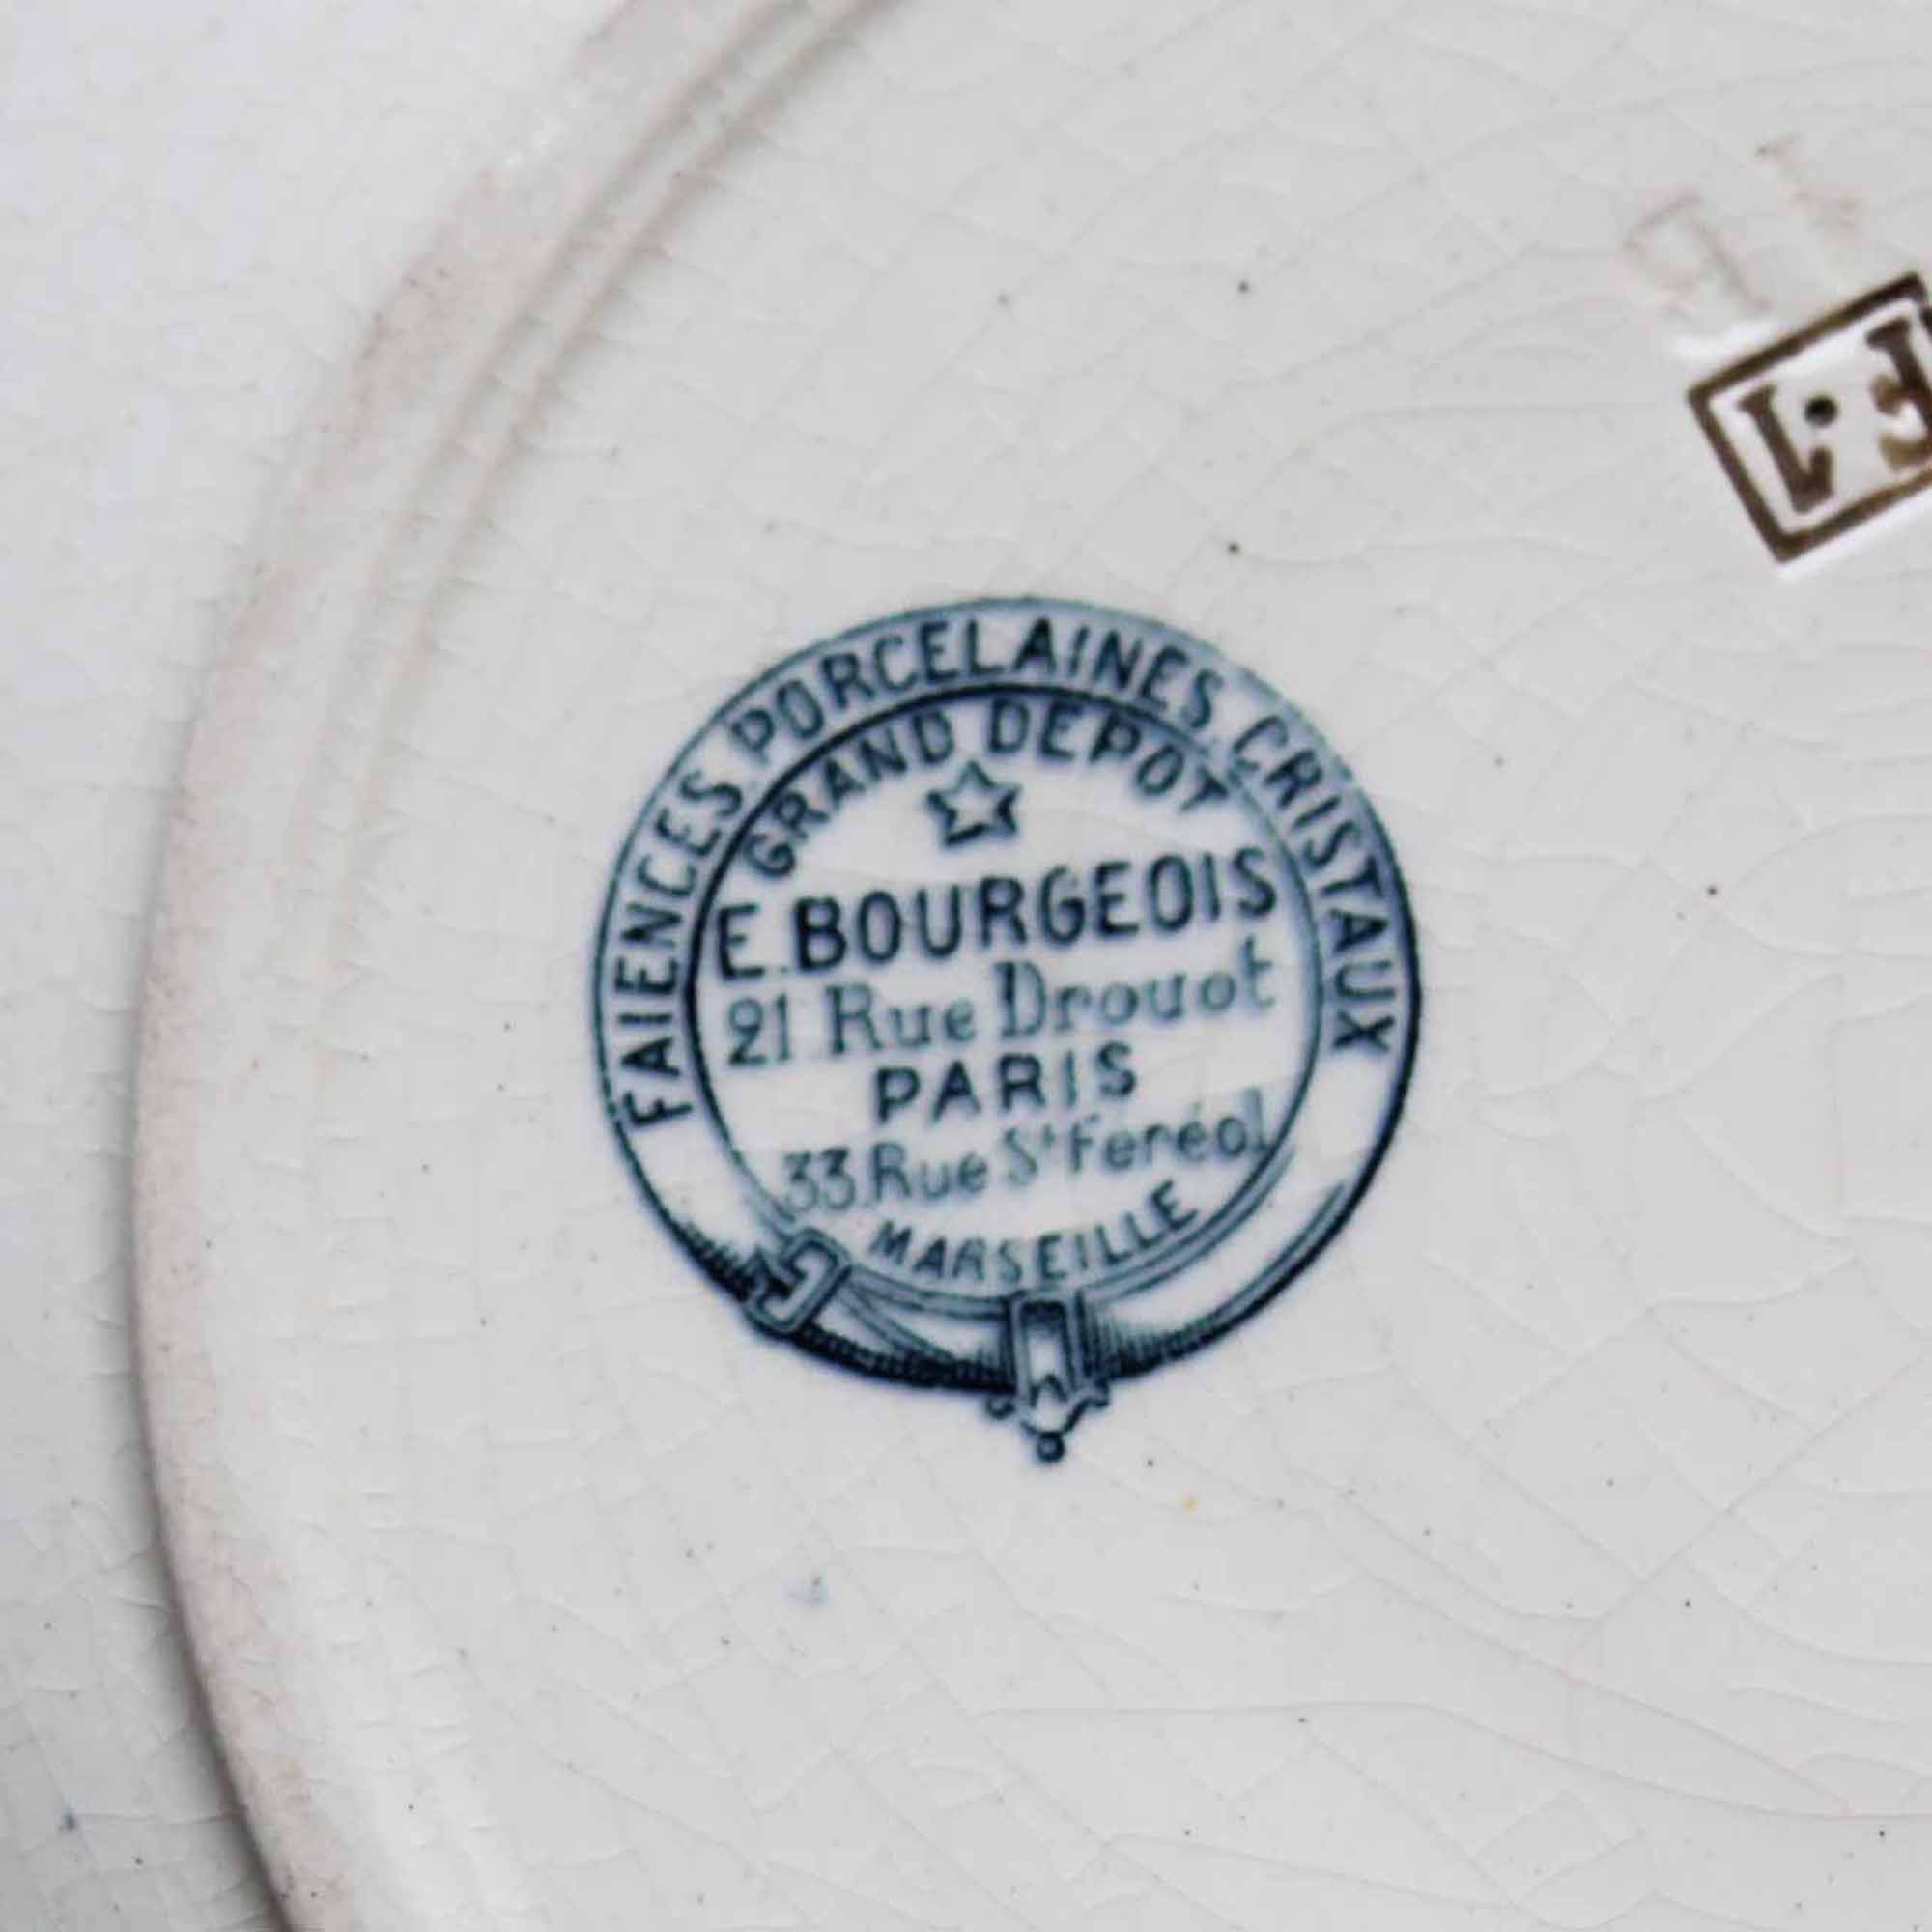 FAIENCES. PORCELAINES. CRISTAUX
GRAND DEPOT
E. BOURGEOIS
21 Rue Drouot
PARIS
33 Rue St Feréol
MARSEILLE